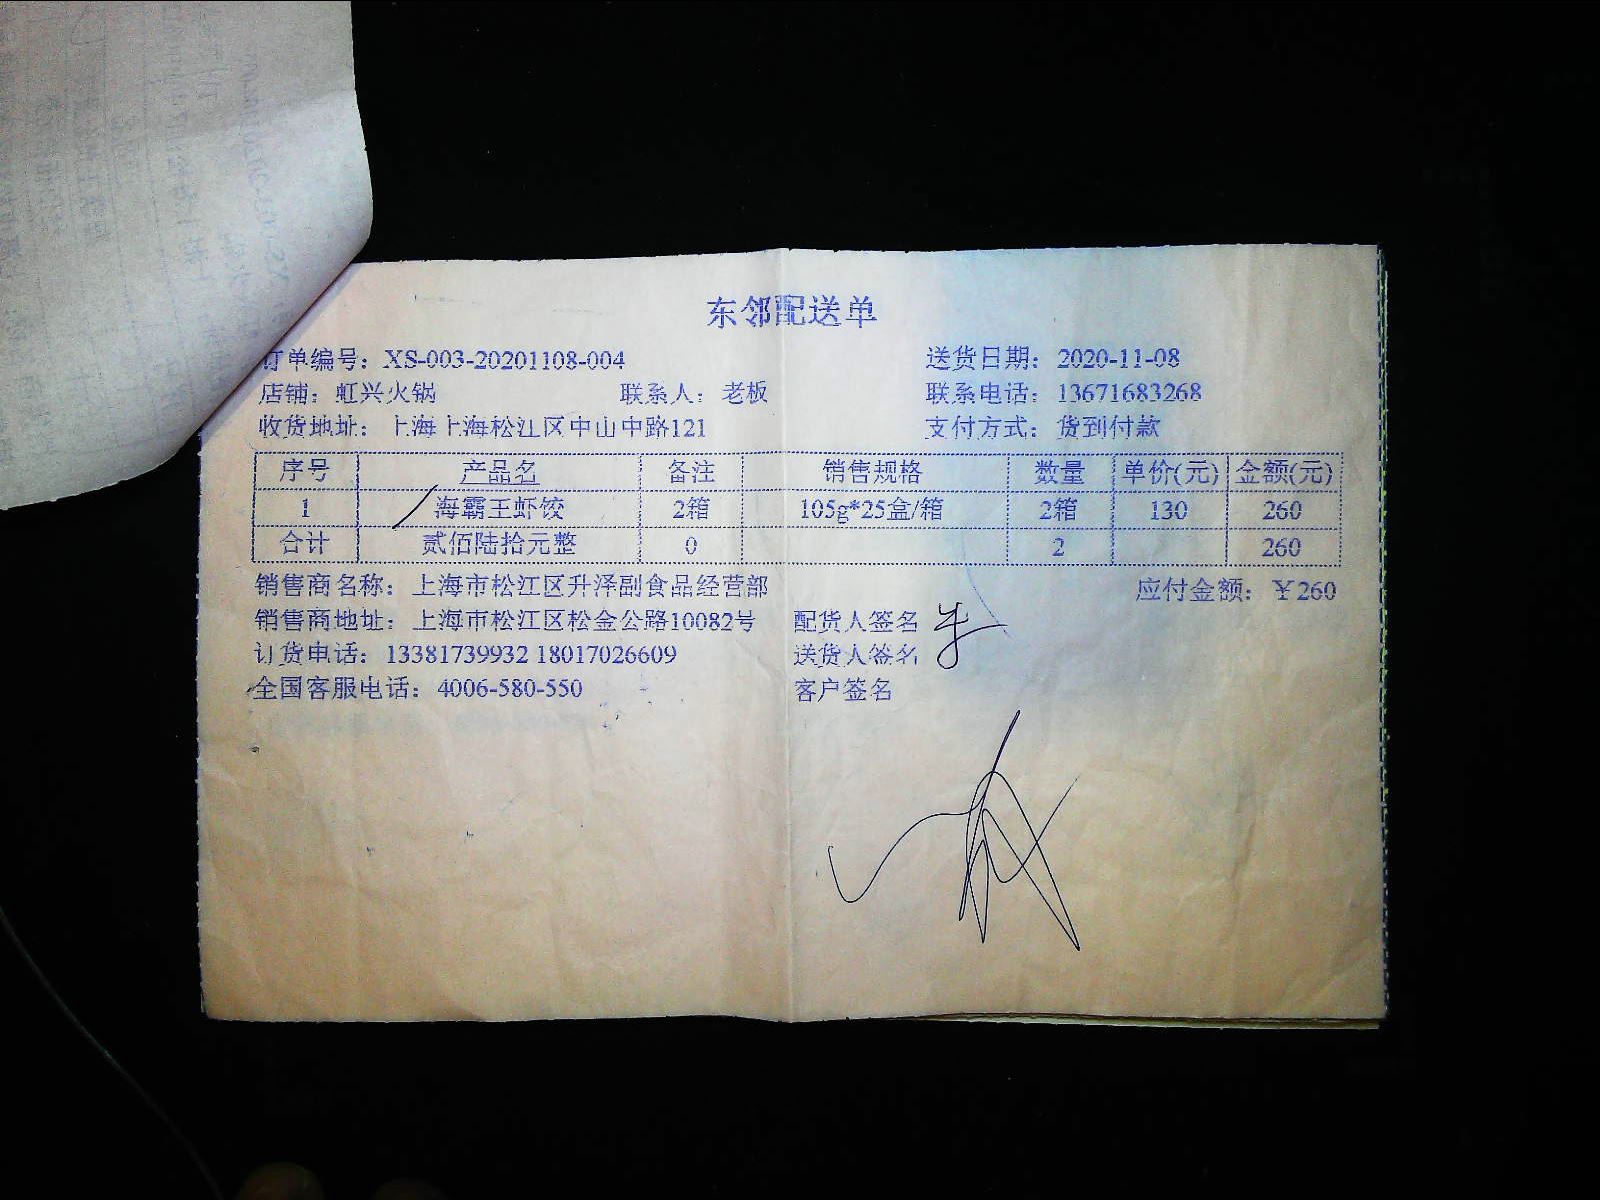 东邻配送单
订单编号：XS-003-20201108-004 送货日期：2020-11-08
店铺：虹兴火锅 联系人：老板 联系电话：13671683268
收货地址：上海上海松江区中山中路121 支付方式：货到付款
序号 产品名 备注 销售规格 数量 单价(元) 金额(元)
1 海霸王虾饺 2箱 105g*25盒/箱 2箱 130 260
合计 贰佰陆拾元整 0 2 260
销售商名称：上海市松江区升泽副食品经营部 应付金额：￥260
销售商地址：上海市松江区松金公路10082号 配货人签名
订货电话：13381739932 18017026609 送货人签名
全国客服电话：4006-580-550 客户签名